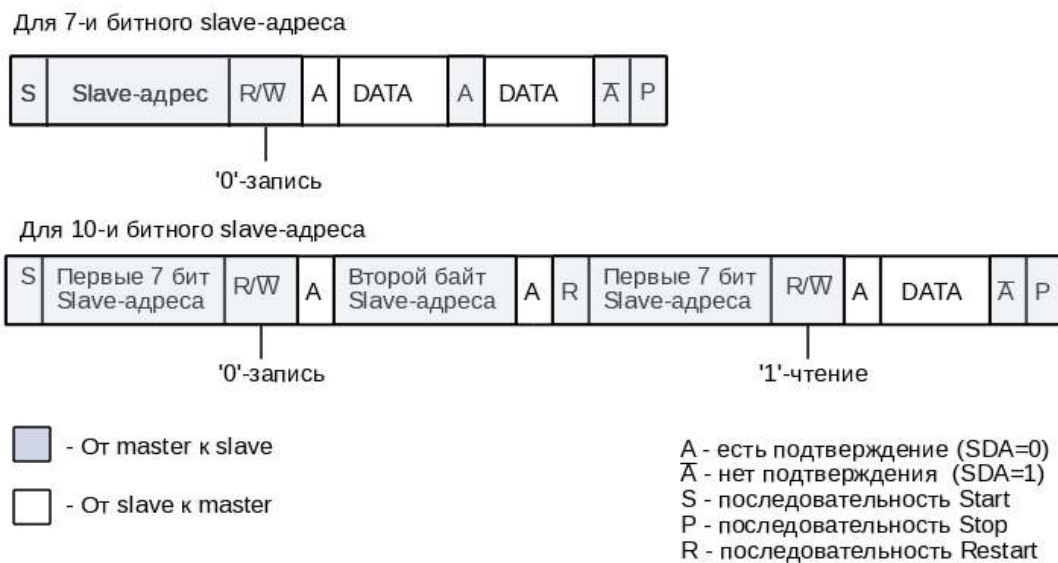 Для 7-и битного slave-адреса
S Slave-адрес R/W̅ A DATA A DATA A̅ P
'0'-запись
Для 10-и битного slave-адреса
S Первые 7 бит R/W̅ A Второй байт A R Первые 7 бит R/W̅ A DATA A̅ P
Slave-адреса Slave-адреса Slave-адреса
'0'-запись '1'-чтение
- От master к slave
- От slave к master
A - есть подтверждение (SDA=0)
A̅ - нет подтверждения (SDA=1)
S - последовательность Start
P - последовательность Stop
R - последовательность Restart